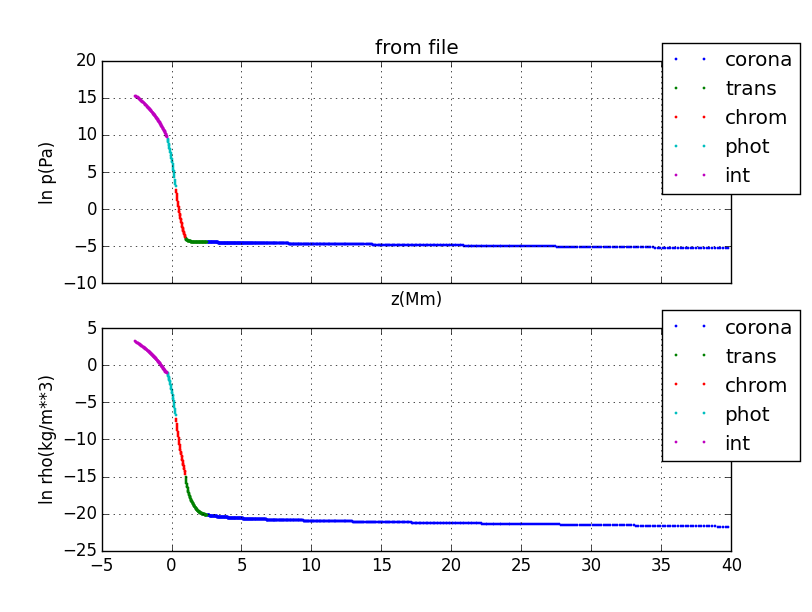 from file
20
15
10
5
0
−5
−10
ln p(Pa)
corona
trans
chrom
phot
int
z(Mm)
5
0
−5
−10
−15
−20
−25
ln rho(kg/m**3)
corona
trans
chrom
phot
int
−5 0 5 10 15 20 25 30 35 40